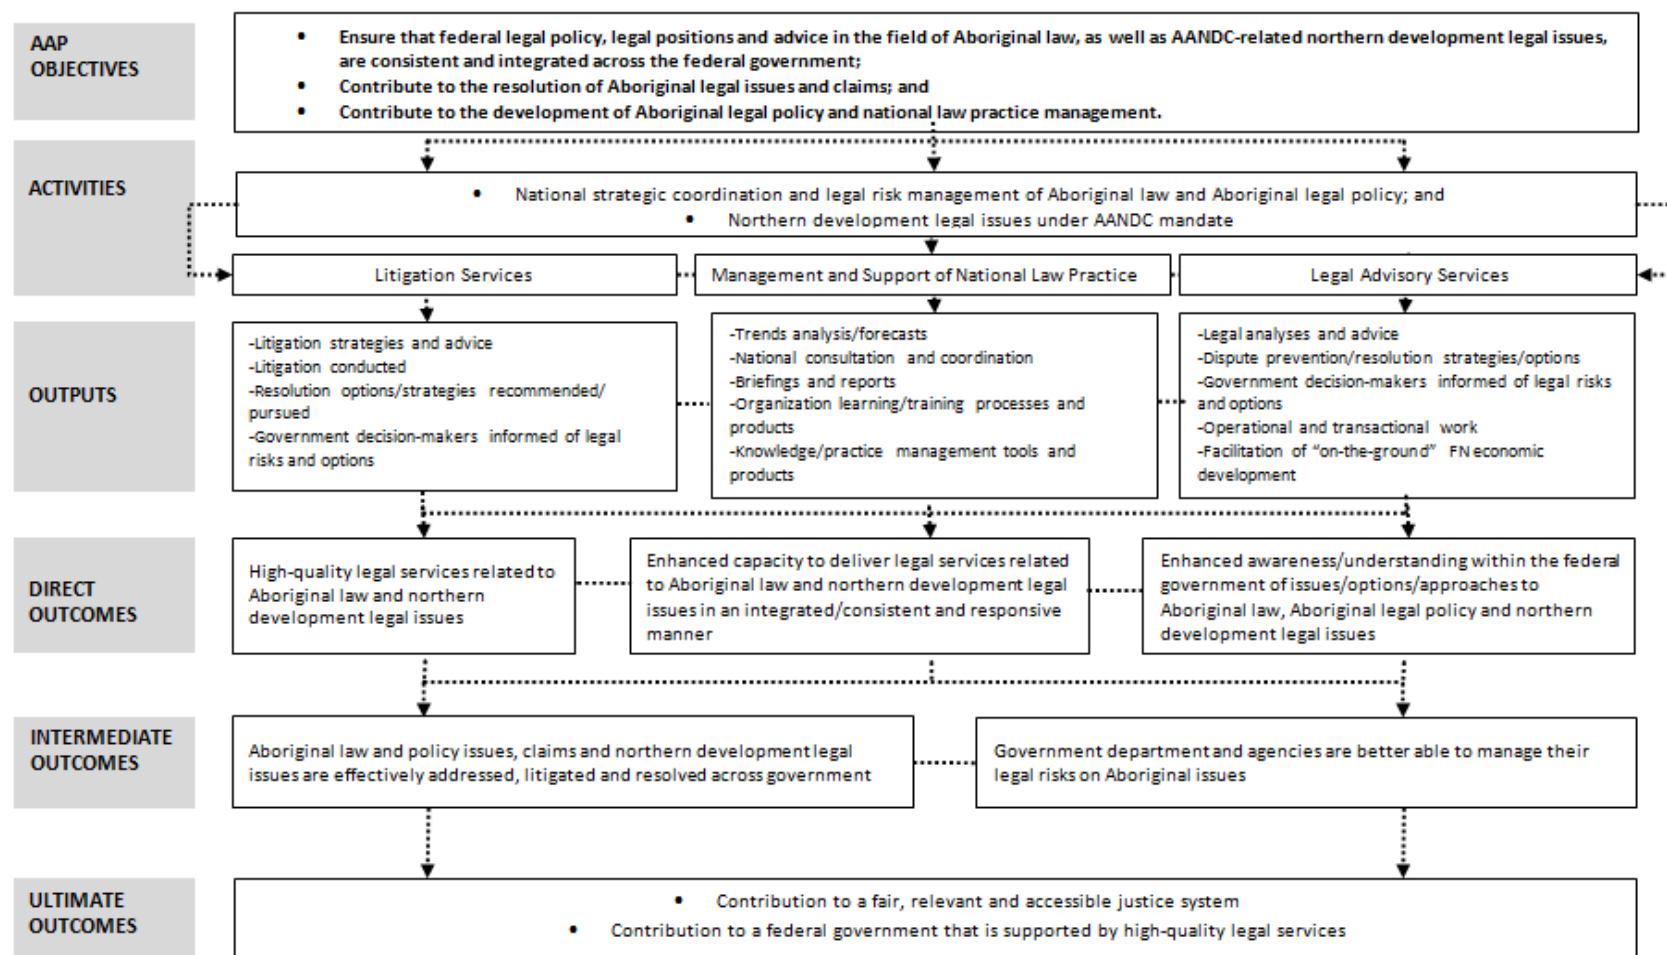 AAP
OBJECTIVES
• Ensure that federal legal policy, legal positions and advice in the field of Aboriginal law, as well as AANDC-related northern development legal issues,
are consistent and integrated across the federal government;
• Contribute to the resolution of Aboriginal legal issues and claims; and
• Contribute to the development of Aboriginal legal policy and national law practice management.
ACTIVITIES
• National strategic coordination and legal risk management of Aboriginal law and Aboriginal legal policy; and
• Northern development legal issues under AANDC mandate
Litigation Services
Management and Support of National Law Practice
Legal Advisory Services
OUTPUTS
-Litigation strategies and advice
-Litigation conducted
-Resolution options/strategies recommended/
pursued
-Government decision-makers informed of legal
risks and options
-Trends analysis/forecasts
-National consultation and coordination
-Briefings and reports
-Organization learning/training processes and
products
-Knowledge/practice management tools and
products
-Legal analyses and advice
-Dispute prevention/resolution strategies/options
-Government decision-makers informed of legal risks
and options
-Operational and transactional work
-Facilitation of “on-the-ground” FN economic
development
DIRECT
OUTCOMES
High-quality legal services related to
Aboriginal law and northern
development legal issues
Enhanced capacity to deliver legal services related
to Aboriginal law and northern development legal
issues in an integrated/consistent and responsive
manner
Enhanced awareness/understanding within the federal
government of issues/options/approaches to
Aboriginal law, Aboriginal legal policy and northern
development legal issues
INTERMEDIATE
OUTCOMES
Aboriginal law and policy issues, claims and northern development legal
issues are effectively addressed, litigated and resolved across government
Government department and agencies are better able to manage their
legal risks on Aboriginal issues
ULTIMATE
OUTCOMES
• Contribution to a fair, relevant and accessible justice system
• Contribution to a federal government that is supported by high-quality legal services